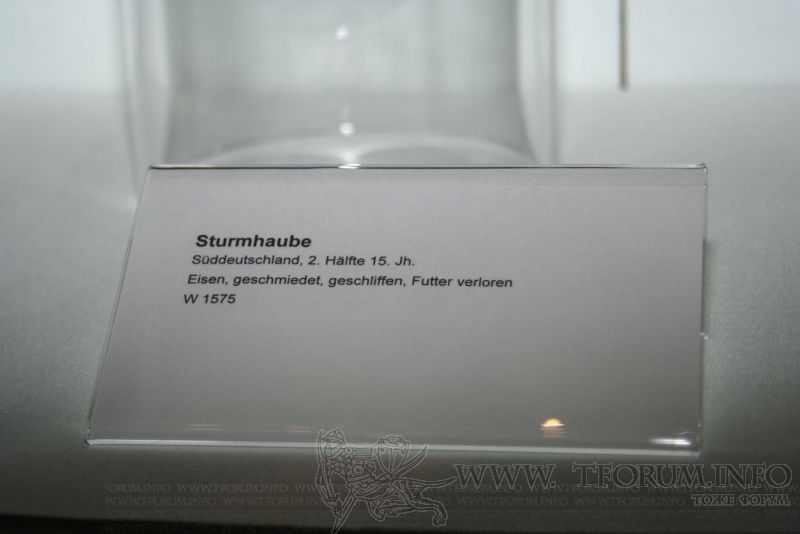 Sturmhaube
Süddeutschland, 2. Hälfte 15. Jh.
Eisen, geschmiedet, geschliffen, Futter verloren
W 1575
WWW. TFORUM.INFO
ТОЖЕ ФОРУМ